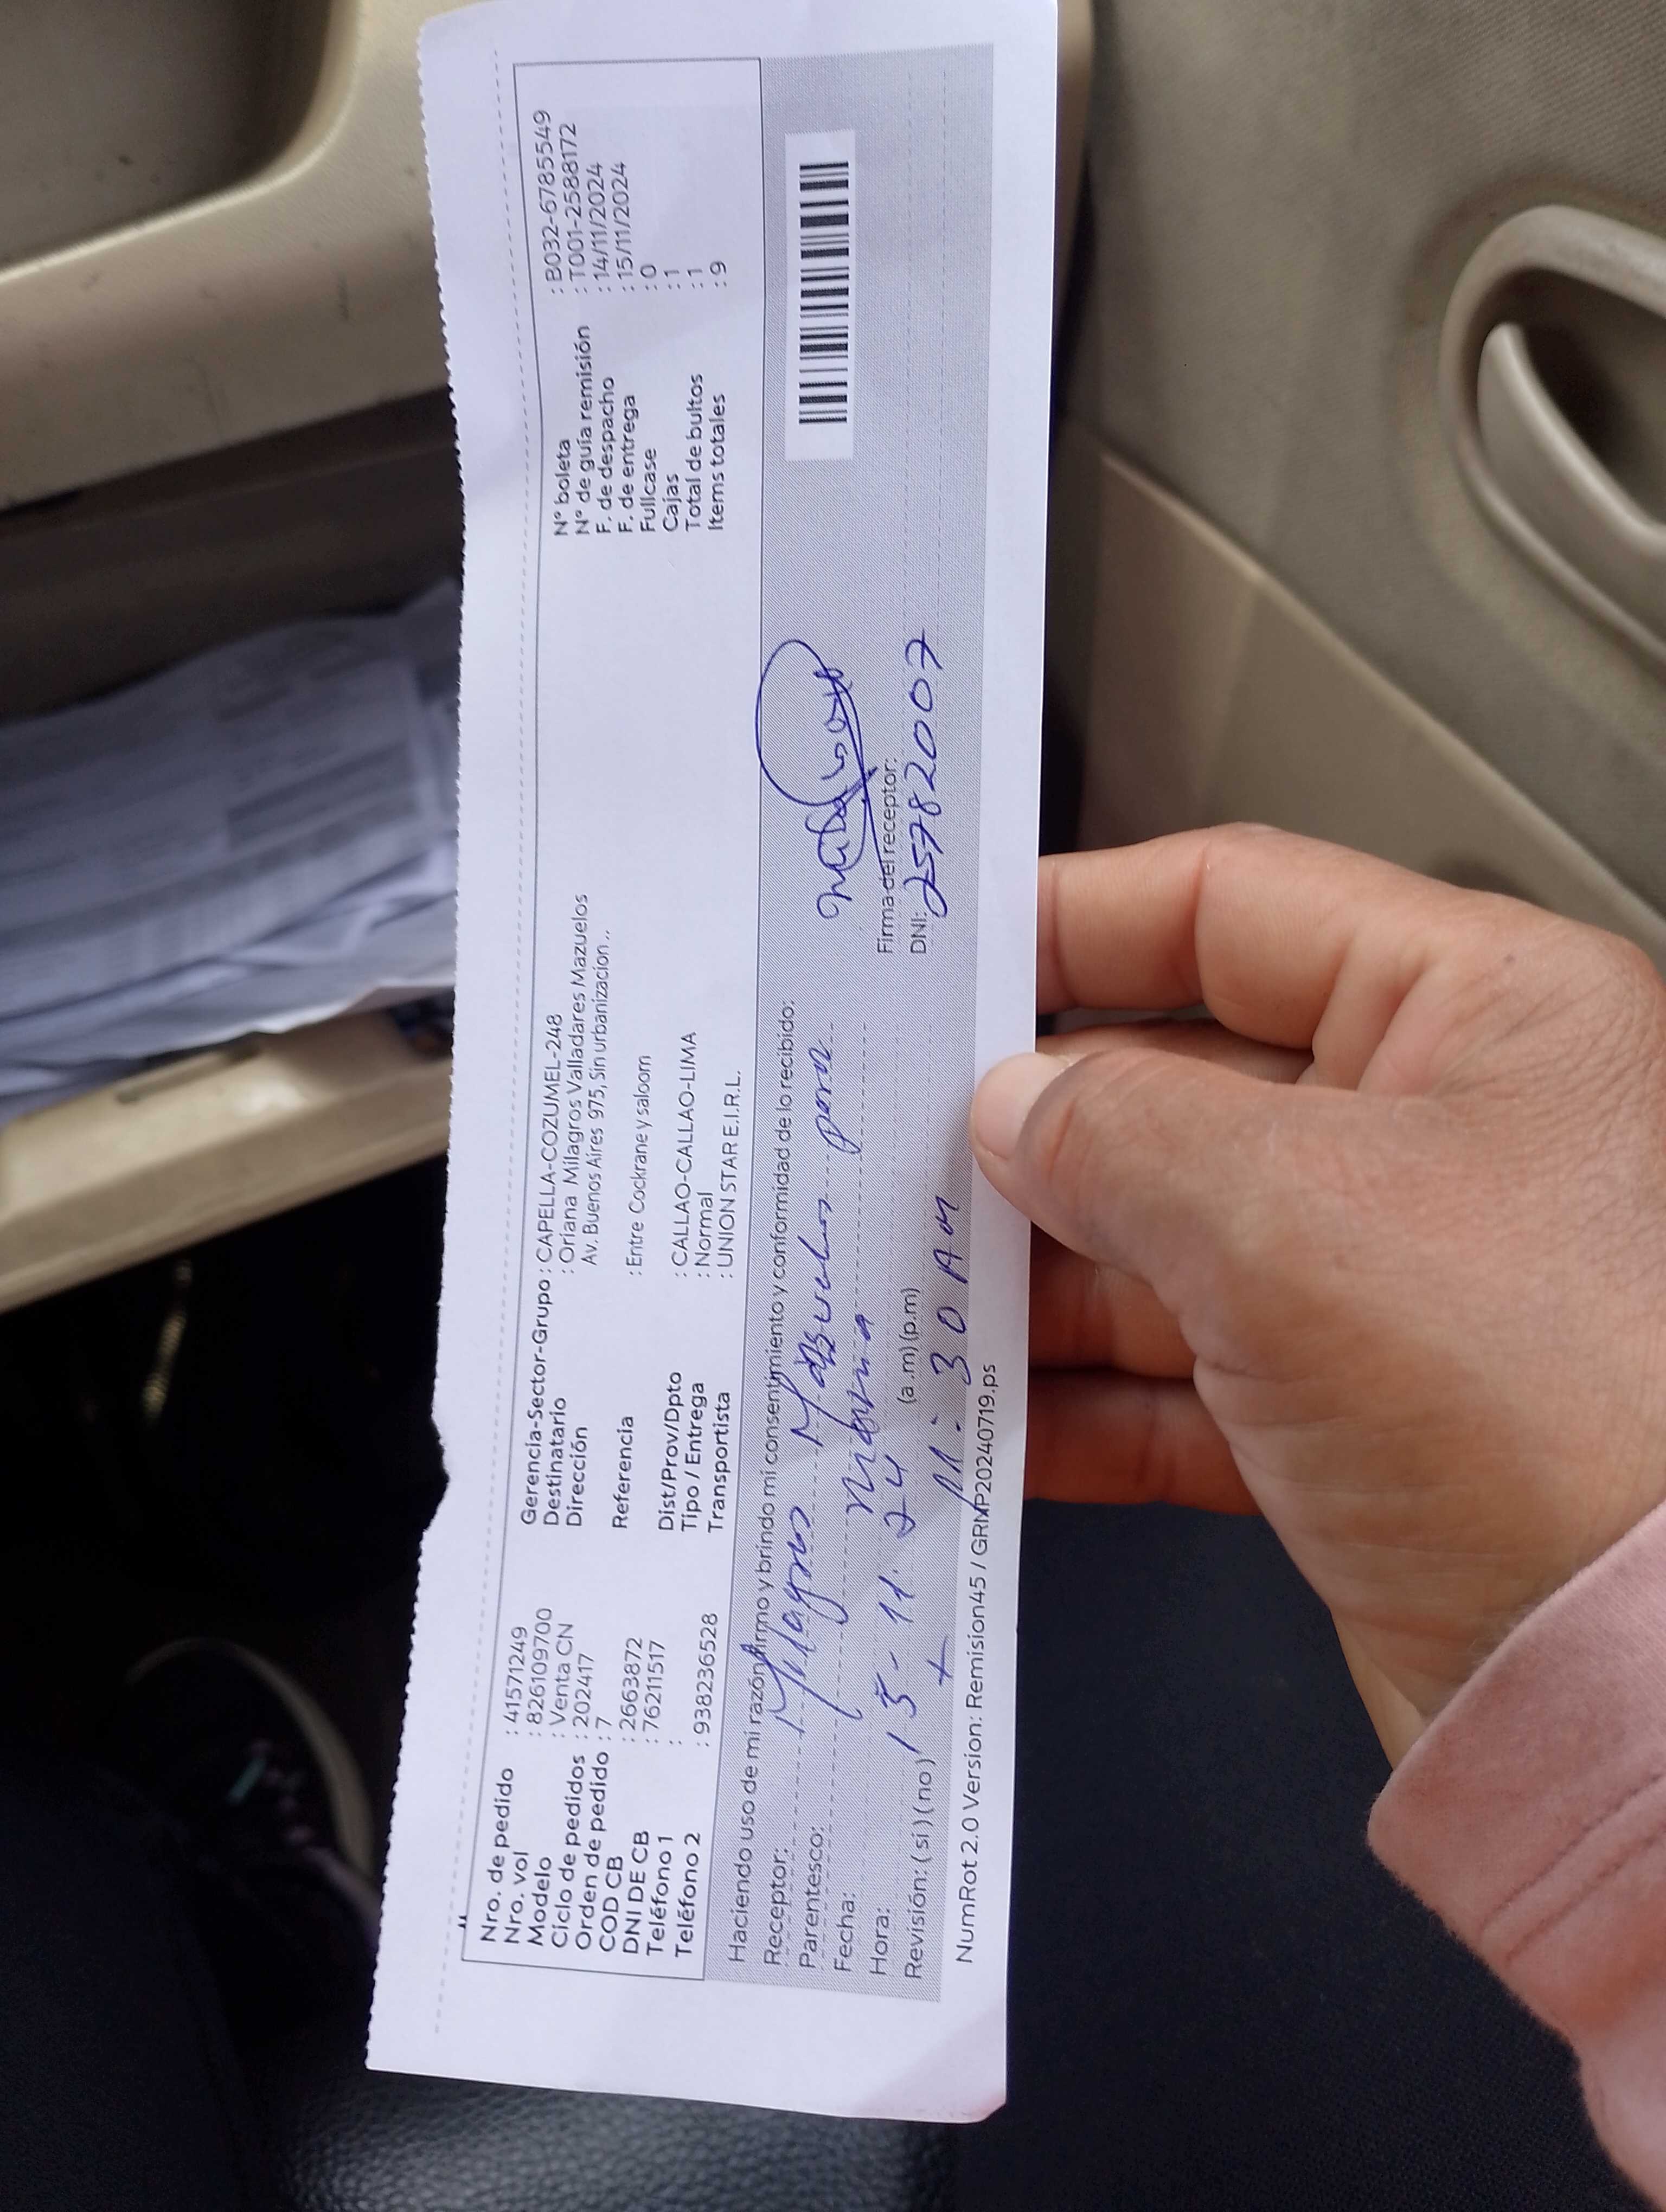 Nro. de pedido : 41571249
Nro. vol : 8261097OO
Modelo : Venta CN
Ciclo de pedidos : 202417
Orden de pedido : 7
COD CB : 2663872
DNI DE CB : 76211517
Teléfono 1 :
Teléfono 2 : 938236528
Gerencia-Sector-Grupo : CAPELLA-COZUMEL-248
Destinatario : Oriana Milagros Valladares Mazuelos
Dirección Av. Buenos Aires 975, Sin urbanizacion ..
Referencia : Entre Cockrane y saloom
Dist/Prov/Dpto : CALLAO-CALLAO-LIMA
Tipo / Entrega : Normal
Transportista : UNION STAR E.I.R.L.
N° boleta : B032-6785549
N° de guía remisión : T001-2588172
F. de despacho : 14/11/2024
F. de entrega : 15/11/2024
Fullcase : 0
Cajas : 1
Total de bultos : 1
Items totales : 9
Haciendo uso de mi razón firmo y brindo mi consentimiento y conformidad de lo recibido:
Receptor: Milagros
Parentesco: Mama
Fecha: 15-11.24
Hora: (a .m) (p.m) 11:30 AM
Revisión: (si) (no)
Firma del receptor:
DNI: 25782007
NumRot 2.0 Version: Remision45 / GRMP20240719.ps